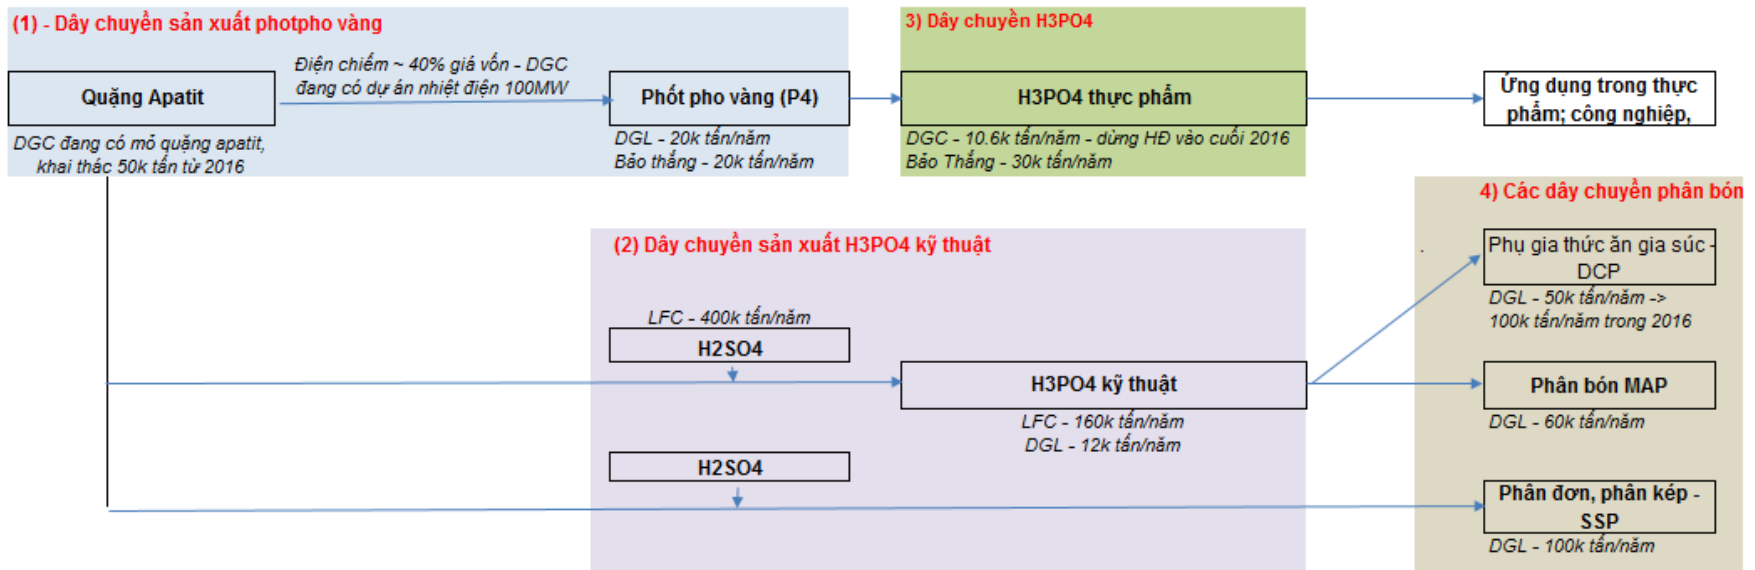 (1) - Dây chuyền sản xuất photpho vàng
Quặng Apatit
DGC đang có mỏ quặng apatit,
khai thác 50k tấn từ 2016
Điện chiếm ~ 40% giá vốn - DGC
đang có dự án nhiệt điện 100MW
Phốt pho vàng (P4)
DGL - 20k tấn/năm
Bảo thắng - 20k tấn/năm
3) Dây chuyền H3PO4
H3PO4 thực phẩm
DGC - 10.6k tấn/năm - dừng HĐ vào cuối 2016
Bảo Thắng - 30k tấn/năm
Ứng dụng trong thực
phẩm; công nghiệp,
(2) Dây chuyền sản xuất H3PO4 kỹ thuật
LFC - 400k tấn/năm
H2SO4
H3PO4 kỹ thuật
LFC - 160k tấn/năm
DGL - 12k tấn/năm
H2SO4
4) Các dây chuyền phân bón
Phụ gia thức ăn gia súc -
DCP
DGL - 50k tấn/năm ->
100k tấn/năm trong 2016
Phân bón MAP
DGL - 60k tấn/năm
Phân đơn, phân kép -
SSP
DGL - 100k tấn/năm